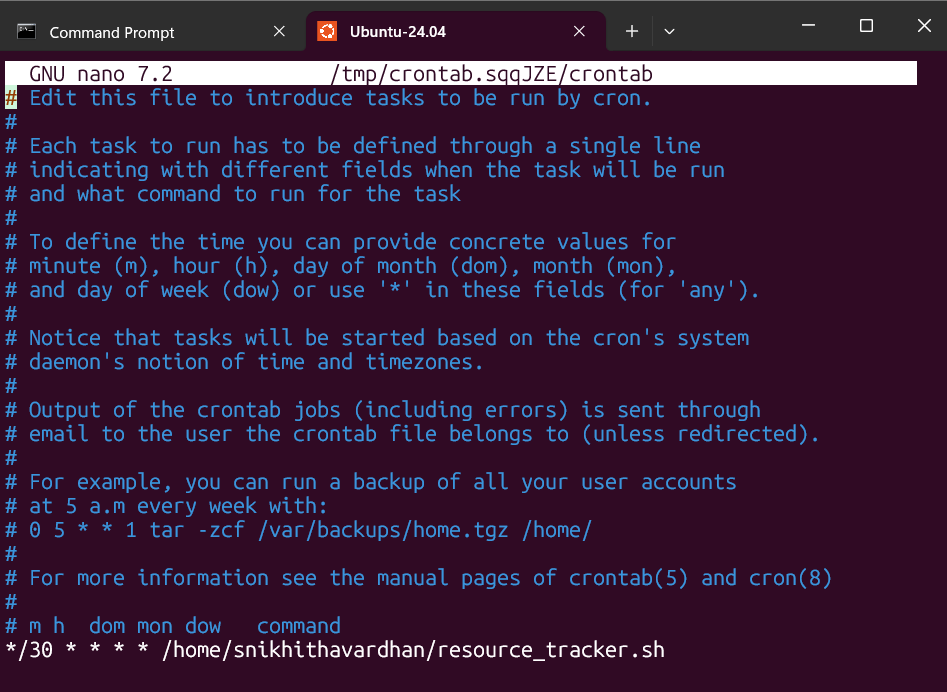 Command Prompt
Ubuntu-24.04
GNU nano 7.2 /tmp/crontab.sqqJZE/crontab
# Edit this file to introduce tasks to be run by cron.
#
# Each task to run has to be defined through a single line
# indicating with different fields when the task will be run
# and what command to run for the task
#
# To define the time you can provide concrete values for
# minute (m), hour (h), day of month (dom), month (mon),
# and day of week (dow) or use '*' in these fields (for 'any').
#
# Notice that tasks will be started based on the cron's system
# daemon's notion of time and timezones.
#
# Output of the crontab jobs (including errors) is sent through
# email to the user the crontab file belongs to (unless redirected).
#
# For example, you can run a backup of all your user accounts
# at 5 a.m every week with:
# 0 5 * * 1 tar -zcf /var/backups/home.tgz /home/
#
# For more information see the manual pages of crontab(5) and cron(8)
#
# m h  dom mon dow   command
*/30 * * * * /home/snikhithavardhan/resource_tracker.sh